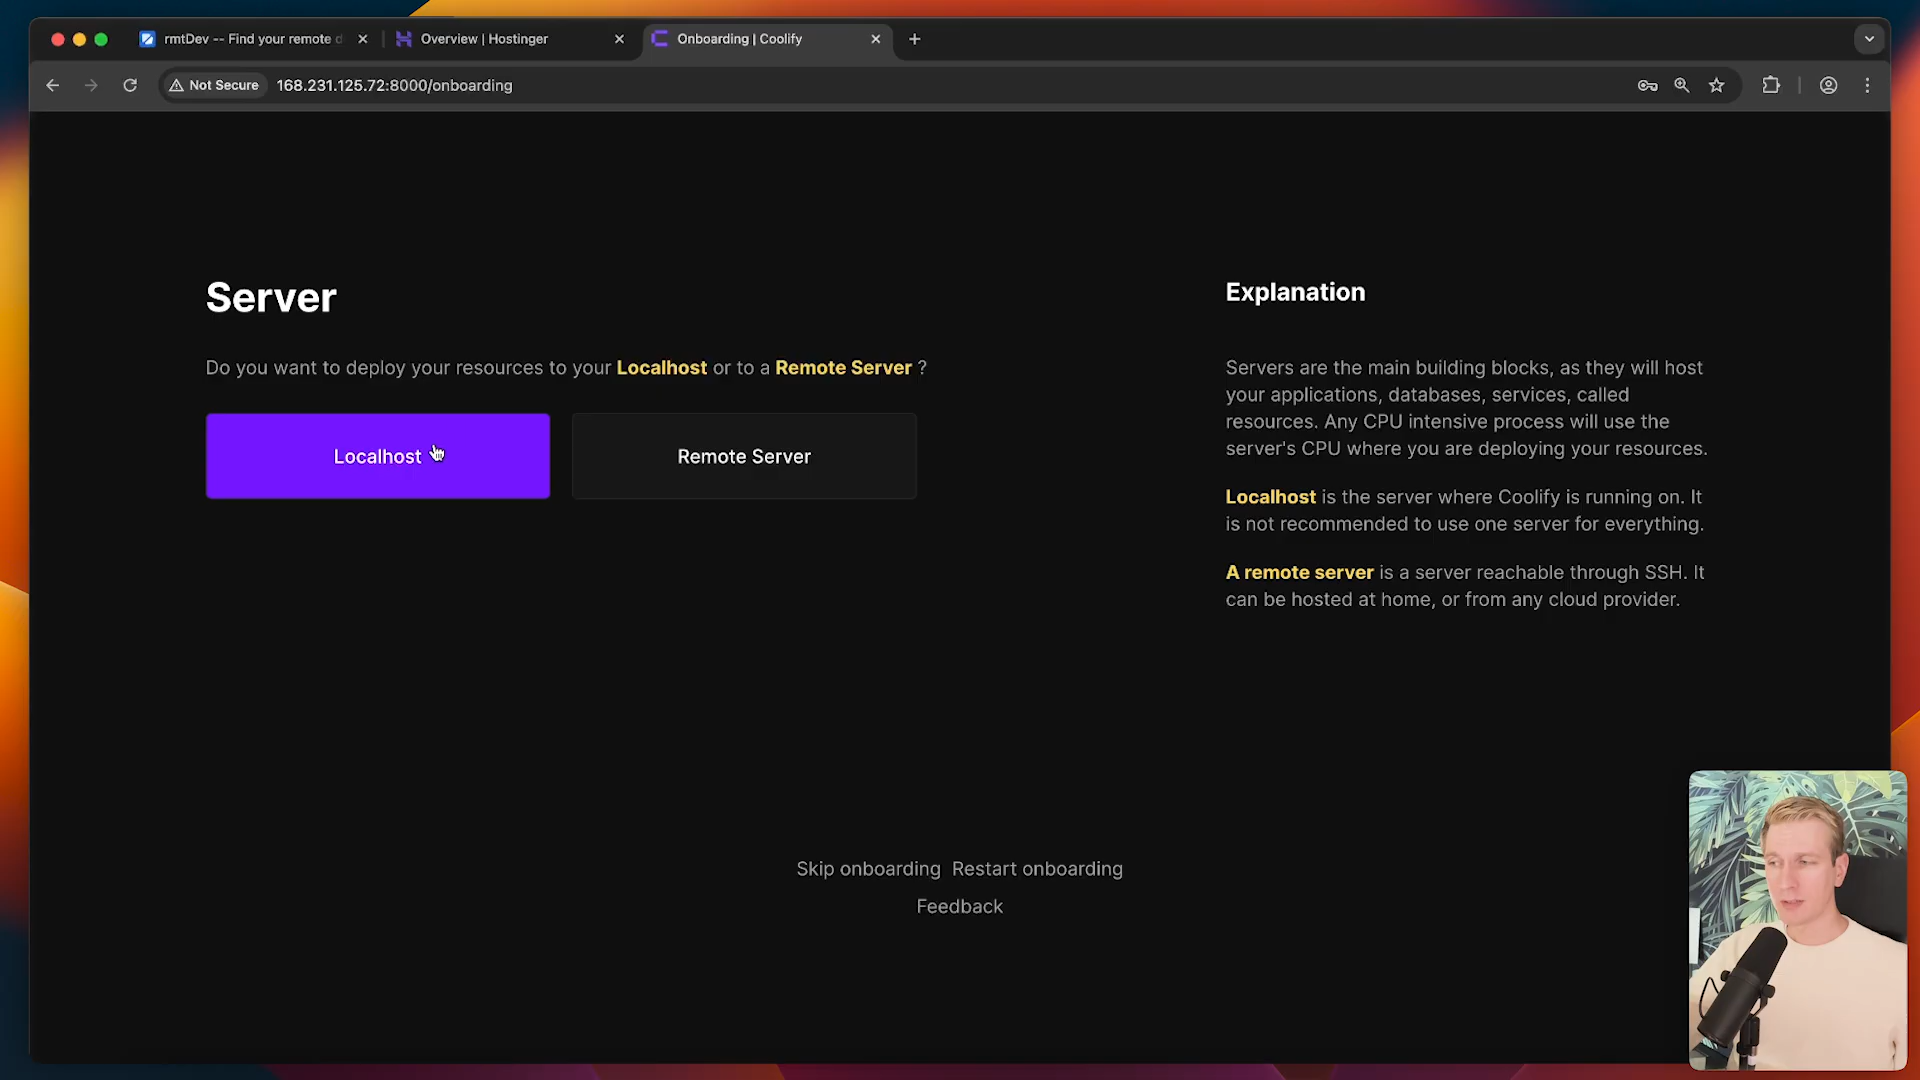 rmtDev -- Find your remote d
Overview | Hostinger
Onboarding | Coolify
Not Secure
168.231.125.72:8000/onboarding
Server
Do you want to deploy your resources to your Localhost or to a Remote Server ?
Localhost
Remote Server
Explanation
Servers are the main building blocks, as they will host
your applications, databases, services, called
resources. Any CPU intensive process will use the
server's CPU where you are deploying your resources.
Localhost is the server where Coolify is running on. It
is not recommended to use one server for everything.
A remote server is a server reachable through SSH. It
can be hosted at home, or from any cloud provider.
Skip onboarding Restart onboarding
Feedback